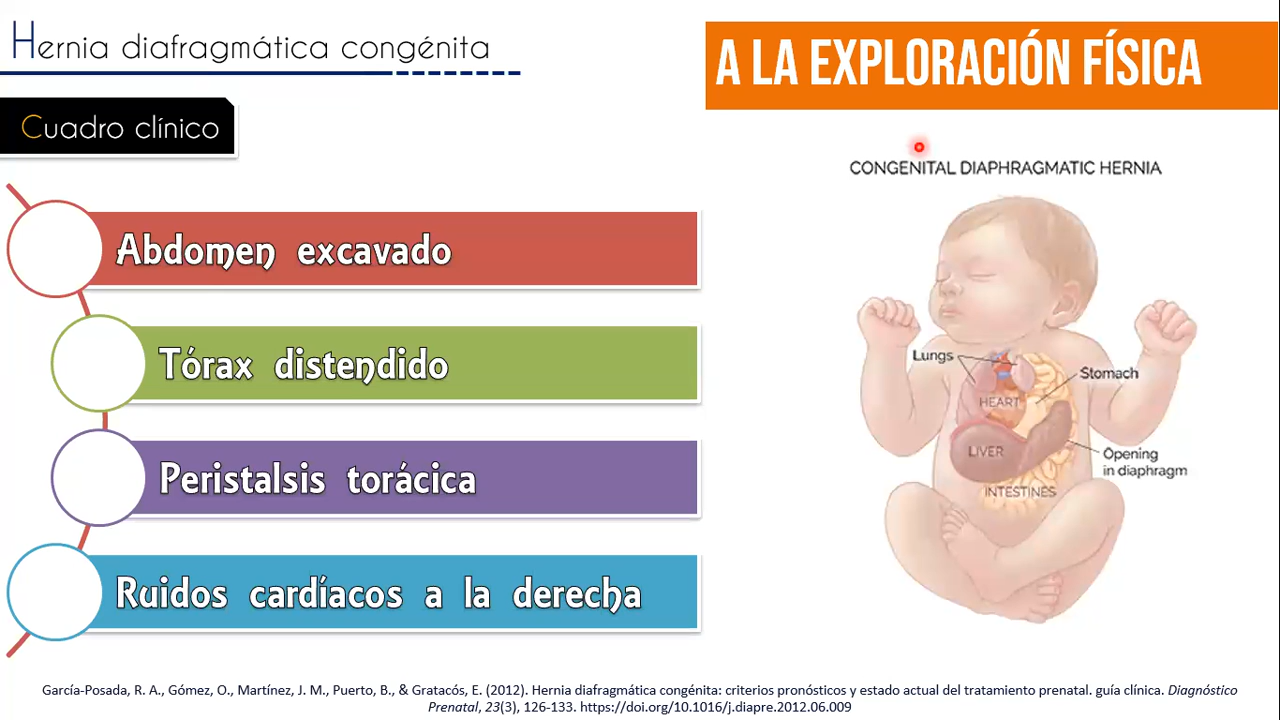 Hernia diafragmática congénita
A LA EXPLORACIÓN FÍSICA
Cuadro clínico
Abdomen excavado
Tórax distendido
Peristalsis torácica
Ruidos cardíacos a la derecha
CONGENITAL DIAPHRAGMATIC HERNIA
Lungs
Stomach
HEART
LIVER
Opening
in diaphragm
INTESTINES
García-Posada, R. A., Gómez, O., Martínez, J. M., Puerto, B., & Gratacós, E. (2012). Hernia diafragmática congénita: criterios pronósticos y estado actual del tratamiento prenatal. guía clínica. Diagnóstico
Prenatal, 23(3), 126-133. https://doi.org/10.1016/j.diapre.2012.06.009